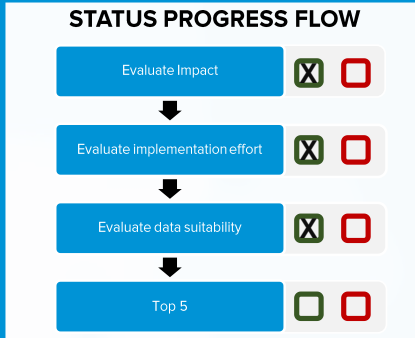 STATUS PROGRESS FLOW
Evaluate Impact
X
Evaluate implementation effort
X
Evaluate data suitability
X
Top 5